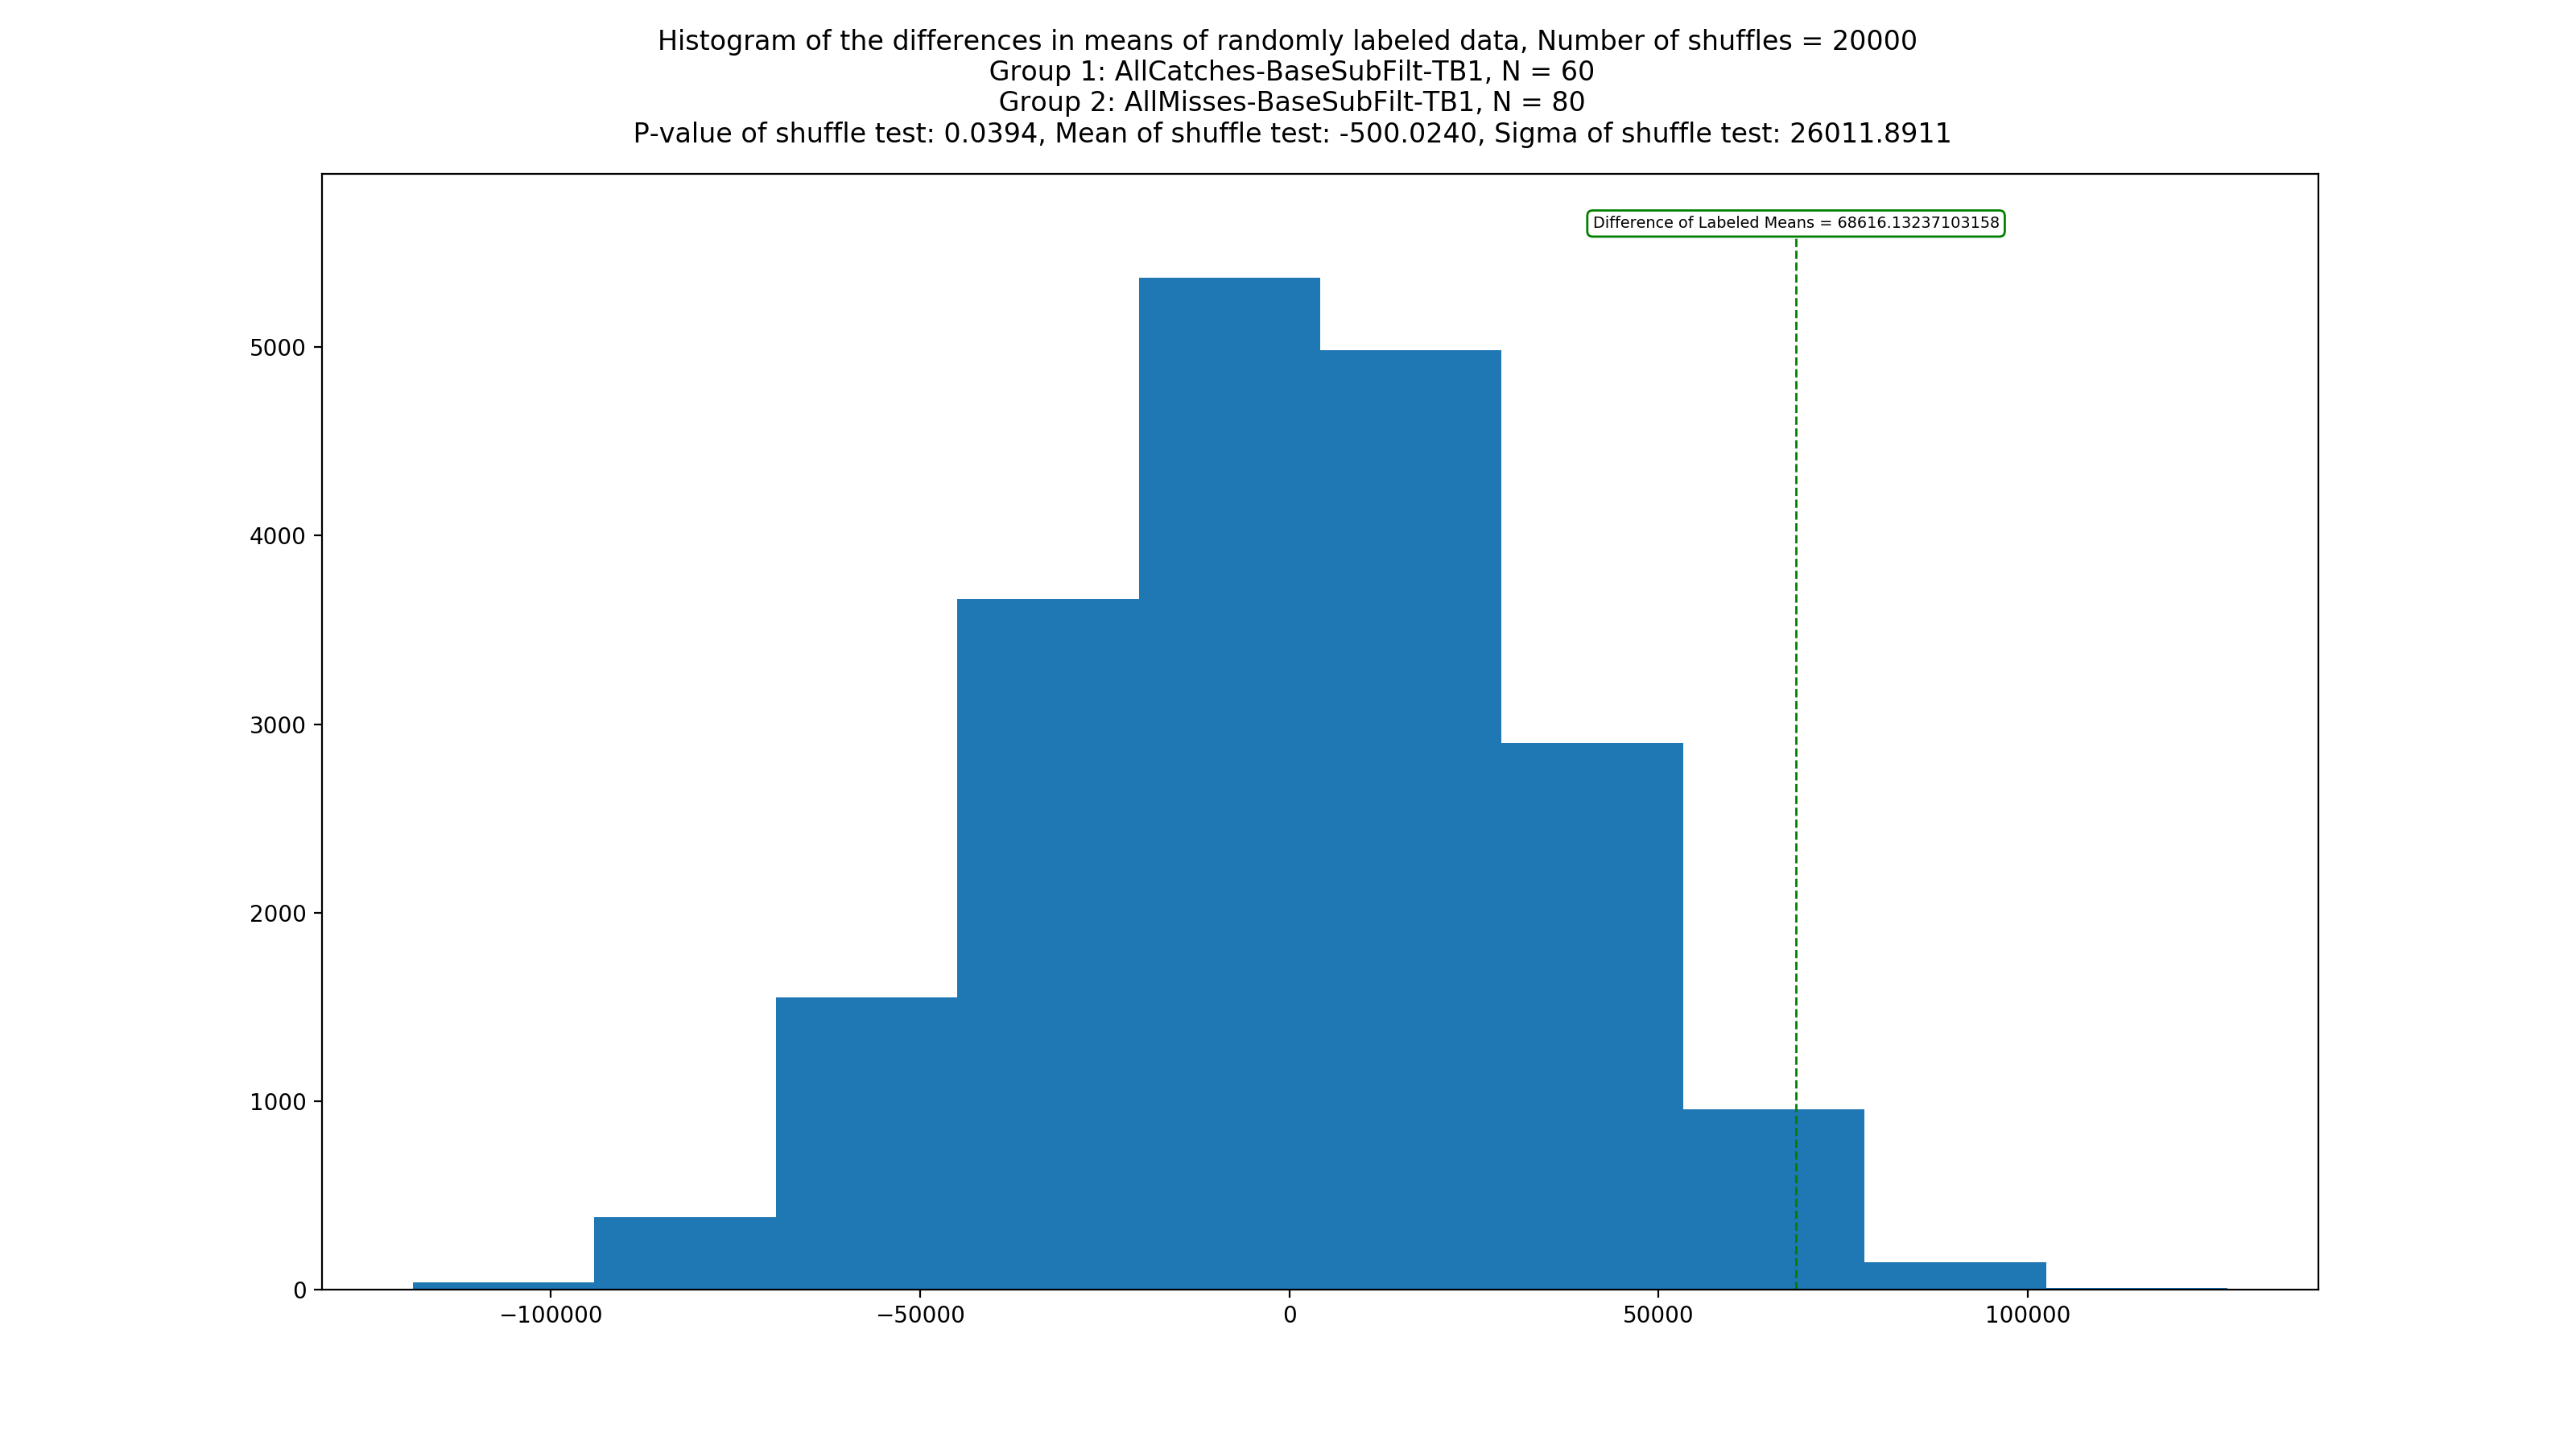 Histogram of the differences in means of randomly labeled data, Number of shuffles = 20000
Group 1: AllCatches-BaseSubFilt-TB1, N = 60
Group 2: AllMisses-BaseSubFilt-TB1, N = 80
P-value of shuffle test: 0.0394, Mean of shuffle test: -500.0240, Sigma of shuffle test: 26011.8911
Difference of Labeled Means = 68616.13237103158
5000
4000
3000
2000
1000
0
−100000 −50000 0 50000 100000